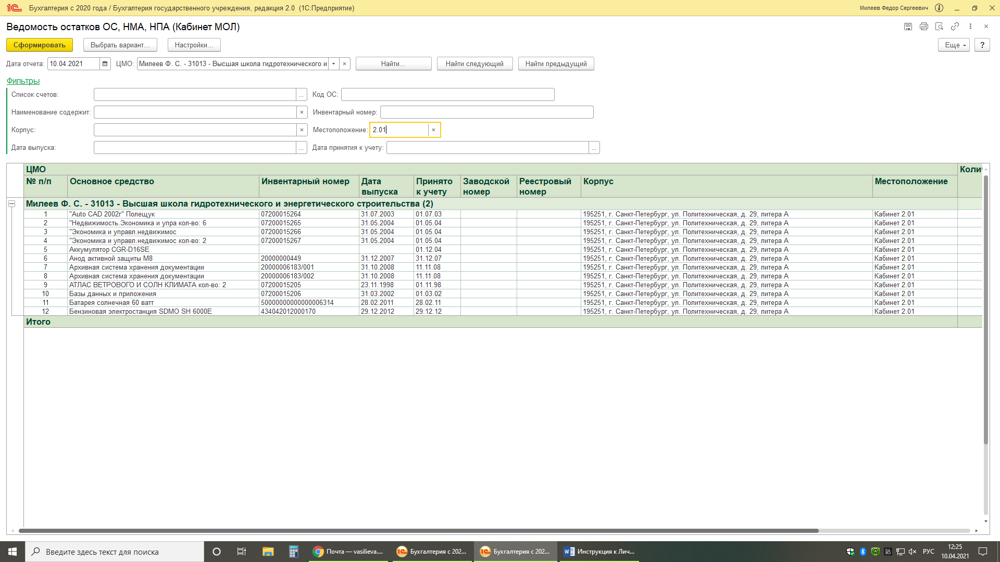 Бухгалтерия с 2020 года / Бухгалтерия государственного учреждения, редакция 2.0 (1С:Предприятие)
Милеев Федор Сергеевич
Ведомость остатков ОС, НМА, НПА (Кабинет МОЛ)
Сформировать
Выбрать вариант...
Настройки...
Еще
?
Дата отчета: 10.04.2021 ЦМО: Милеев Ф. С. - 31013 - Высшая школа гидротехнического и
Найти...
Найти следующий
Найти предыдущий
Фильтры
Список счетов: ... Код ОС:
Наименование содержит: × Инвентарный номер:
Корпус: × Местоположение: 2.01 ×
Дата выпуска: ... Дата принятия к учету: ...
ЦМО Колич
№ п/п Основное средство Инвентарный номер Дата выпуска Принято к учету Заводской номер Реестровый номер Корпус Местоположение
Милеев Ф. С. - 31013 - Высшая школа гидротехнического и энергетического строительства (2)
1 "Auto CAD 2002г" Полещук 07200015264 31.07.2003 01.07.03 195251, г. Санкт-Петербург, ул. Политехническая, д. 29, литера А Кабинет 2.01
2 "Недвижимость.Экономика и упра кол-во: 6 07200015265 31.05.2004 01.05.04 195251, г. Санкт-Петербург, ул. Политехническая, д. 29, литера А Кабинет 2.01
3 "Экономика и управл.недвижимос 07200015266 31.05.2004 01.05.04 195251, г. Санкт-Петербург, ул. Политехническая, д. 29, литера А Кабинет 2.01
4 "Экономика и управл.недвижимос кол-во: 2 07200015267 31.05.2004 01.05.04 195251, г. Санкт-Петербург, ул. Политехническая, д. 29, литера А Кабинет 2.01
5 Аккумулятор CGR-D16SE 01.12.04 195251, г. Санкт-Петербург, ул. Политехническая, д. 29, литера А Кабинет 2.01
6 Анод активной защиты М8 20000000449 31.12.2007 31.12.07 195251, г. Санкт-Петербург, ул. Политехническая, д. 29, литера А Кабинет 2.01
7 Архивная система хранения документации 20000006183/001 31.10.2008 11.11.08 195251, г. Санкт-Петербург, ул. Политехническая, д. 29, литера А Кабинет 2.01
8 Архивная система хранения документации 20000006183/002 31.10.2008 11.11.08 195251, г. Санкт-Петербург, ул. Политехническая, д. 29, литера А Кабинет 2.01
9 АТЛАС ВЕТРОВОГО И СОЛН КЛИМАТА кол-во: 2 07200015205 23.11.1998 01.11.98 195251, г. Санкт-Петербург, ул. Политехническая, д. 29, литера А Кабинет 2.01
10 Базы данных и приложения 07200015206 31.03.2002 01.03.02 195251, г. Санкт-Петербург, ул. Политехническая, д. 29, литера А Кабинет 2.01
11 Батарея солнечная 60 ватт 50000000000000006314 28.02.2011 28.02.11 195251, г. Санкт-Петербург, ул. Политехническая, д. 29, литера А Кабинет 2.01
12 Бензиновая электростанция SDMO SH 6000E 434042012000170 29.12.2012 29.12.12 195251, г. Санкт-Петербург, ул. Политехническая, д. 29, литера А Кабинет 2.01
Итого
Введите здесь текст для поиска
Почта — vasilieva....
Бухгалтерия с 202...
Бухгалтерия с 202...
Инструкция к Лич...
РУС
12:25
10.04.2021